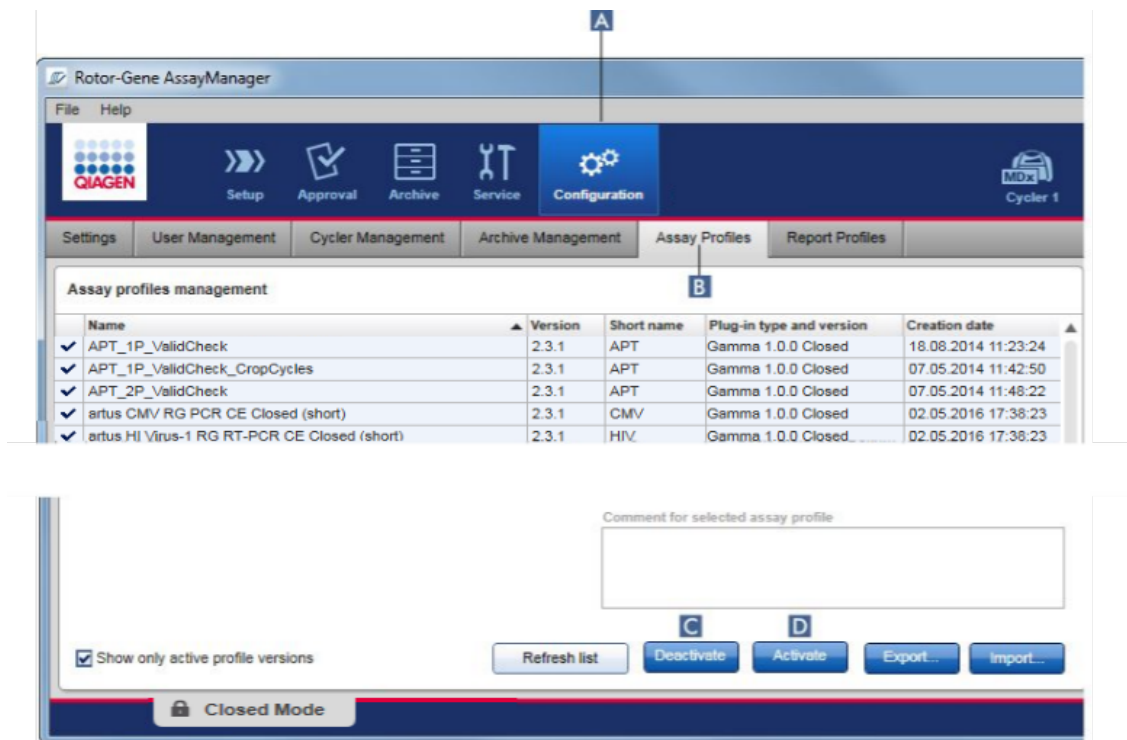 A
Rotor-Gene AssayManager
File Help
QIAGEN
Setup Approval Archive Service Configuration MDx Cycler 1
Settings User Management Cycler Management Archive Management Assay Profiles Report Profiles
B
Assay profiles management
Name Version Short name Plug-in type and version Creation date
APT_1P_ValidCheck 2.3.1 APT Gamma 1.0.0 Closed 18.08.2014 11:23:24
APT_1P_ValidCheck_CropCycles 2.3.1 APT Gamma 1.0.0 Closed 07.05.2014 11:42:50
APT_2P_ValidCheck 2.3.1 APT Gamma 1.0.0 Closed 07.05.2014 11:48:22
artus CMV RG PCR CE Closed (short) 2.3.1 CMV Gamma 1.0.0 Closed 02.05.2016 17:38:23
artus HI Virus-1 RG RT-PCR CE Closed (short) 2.3.1 HIV Gamma 1.0.0 Closed 02.05.2016 17:38:23
Comment for selected assay profile
C D
Show only active profile versions Refresh list Deactivate Activate Export... Import...
Closed Mode